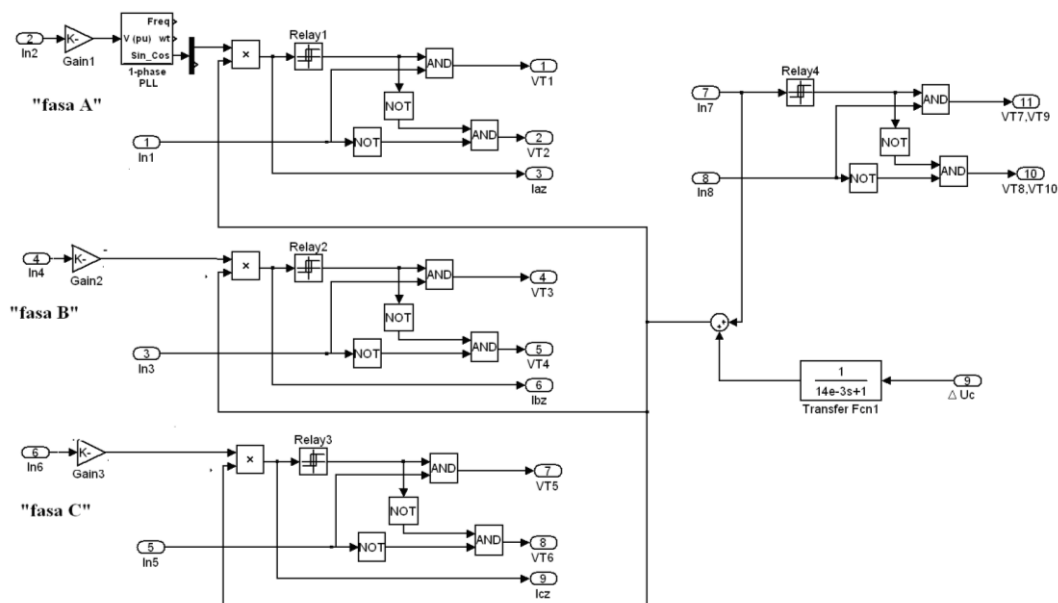 2
In2
K-
Gain1
Freq
V (pu) wt
Sin_Cos
1-phase
PLL
×
Relay1
AND
1
VT1
"fasa A"
NOT
1
In1
NOT
AND
2
VT2
3
Iaz
4
In4
K-
Gain2
×
Relay2
AND
4
VT3
"fasa B"
NOT
3
In3
NOT
AND
5
VT4
6
Ibz
6
In6
K-
Gain3
×
Relay3
AND
7
VT5
"fasa C"
NOT
5
In5
NOT
AND
8
VT6
9
Icz
7
In7
Relay4
AND
11
VT7,VT9
NOT
8
In8
NOT
AND
10
VT8,VT10
1
14e-3s+1
Transfer Fcn1
9
△ Uc